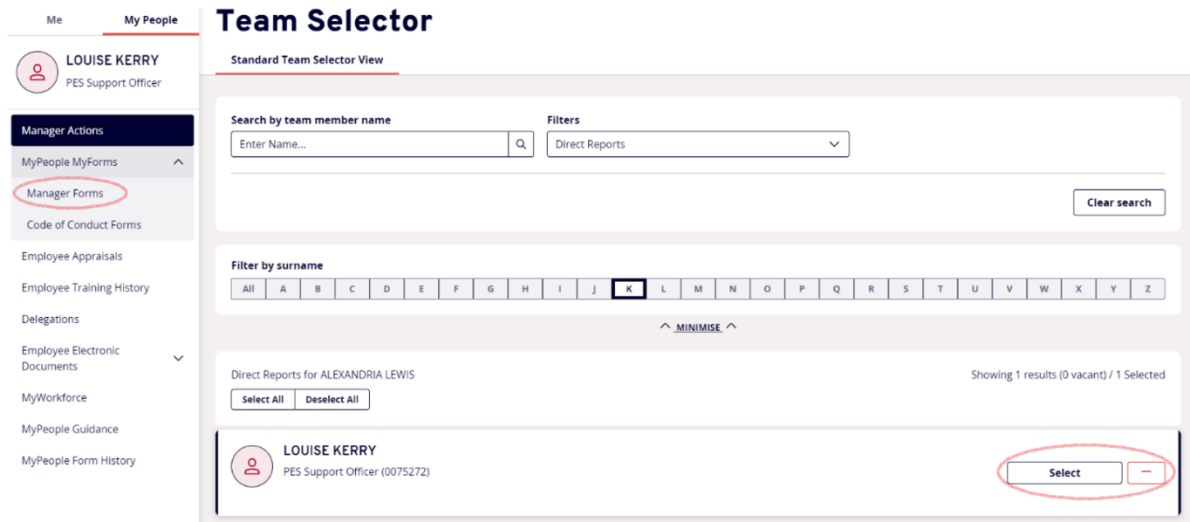 Me My People
LOUISE KERRY
PES Support Officer
Manager Actions
MyPeople MyForms
Manager Forms
Code of Conduct Forms
Employee Appraisals
Employee Training History
Delegations
Employee Electronic
Documents
MyWorkforce
MyPeople Guidance
MyPeople Form History
Team Selector
Standard Team Selector View
Search by team member name Filters
Enter Name... Direct Reports
Clear search
Filter by surname
All A B C D E F G H I J K L M N O P Q R S T U V W X Y Z
MINIMISE
Direct Reports for ALEXANDRIA LEWIS Showing 1 results (0 vacant) / 1 Selected
Select All Deselect All
LOUISE KERRY
PES Support Officer (0075272)
Select